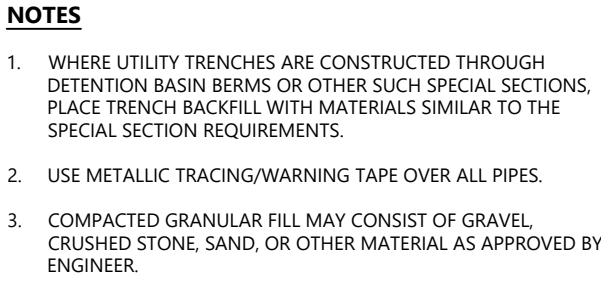 NOTES
1. WHERE UTILITY TRENCHES ARE CONSTRUCTED THROUGH
DETENTION BASIN BERMS OR OTHER SUCH SPECIAL SECTIONS,
PLACE TRENCH BACKFILL WITH MATERIALS SIMILAR TO THE
SPECIAL SECTION REQUIREMENTS.
2. USE METALLIC TRACING/WARNING TAPE OVER ALL PIPES.
3. COMPACTED GRANULAR FILL MAY CONSIST OF GRAVEL,
CRUSHED STONE, SAND, OR OTHER MATERIAL AS APPROVED BY
ENGINEER.